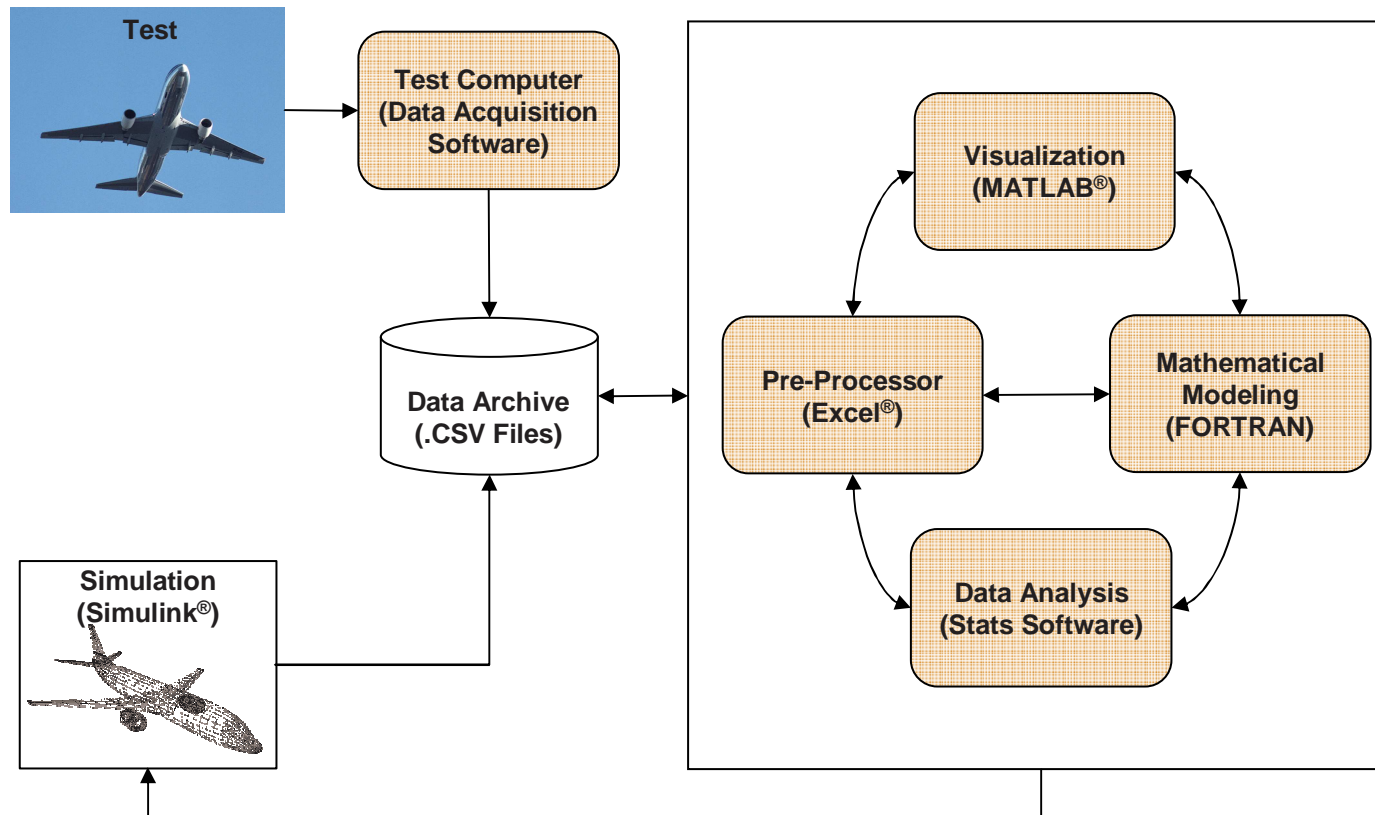 Test
Test Computer
(Data Acquisition
Software)
Visualization
(MATLAB®)
Pre-Processor
(Excel®)
Mathematical
Modeling
(FORTRAN)
Data Archive
(.CSV Files)
Data Analysis
(Stats Software)
Simulation
(Simulink®)